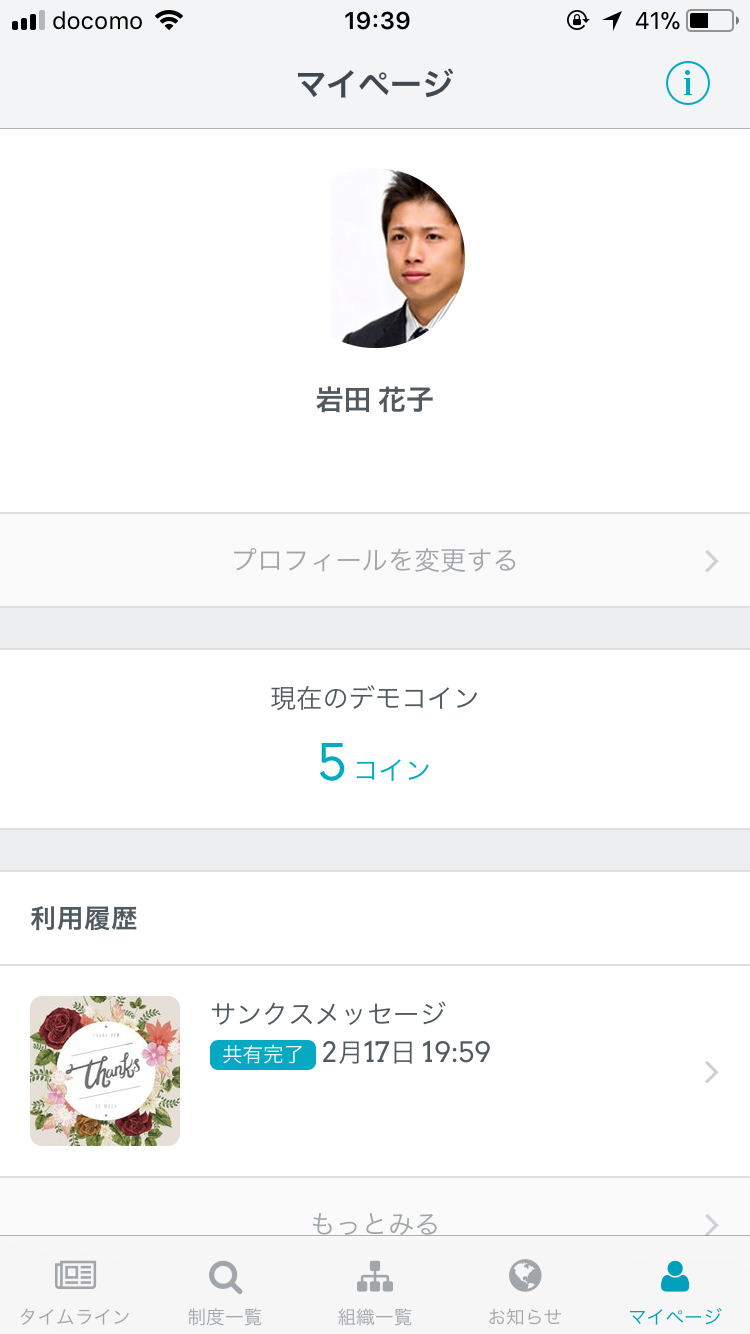 docomo 19:39 41%
マイページ
i
岩田 花子
プロフィールを変更する
現在のデモコイン
5 コイン
利用履歴
サンクスメッセージ
共有完了 2月17日 19:59
Thanks
もっとみる
タイムライン 制度一覧 組織一覧 お知らせ マイページ